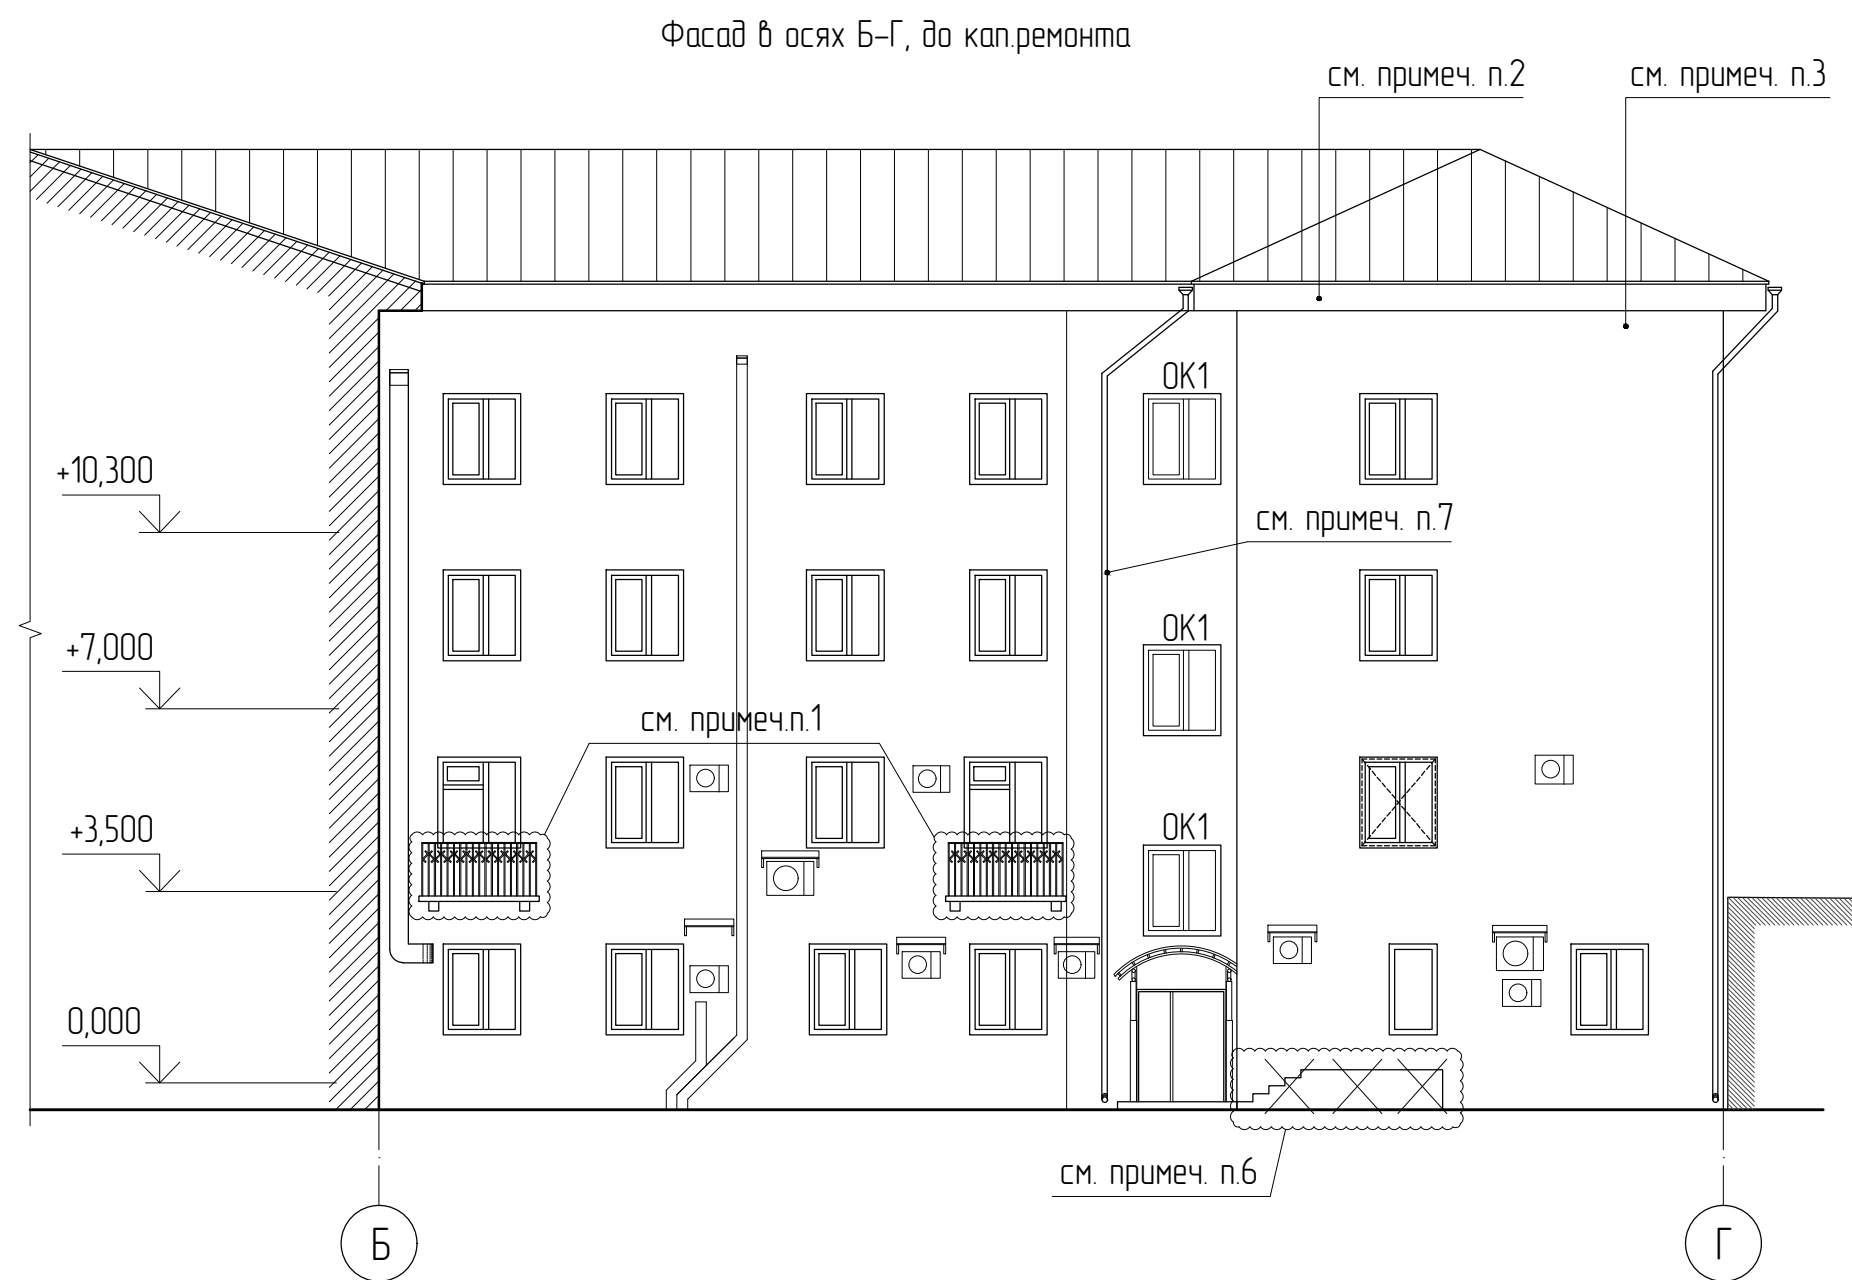 Фасад в осях Б-Г, до кап.ремонта
см. примеч. п.2
см. примеч. п.3
ОК1
+10,300
см. примеч. п.7
ОК1
+7,000
см. примеч.п.1
+3,500
ОК1
0,000
см. примеч. п.6
Б
Г